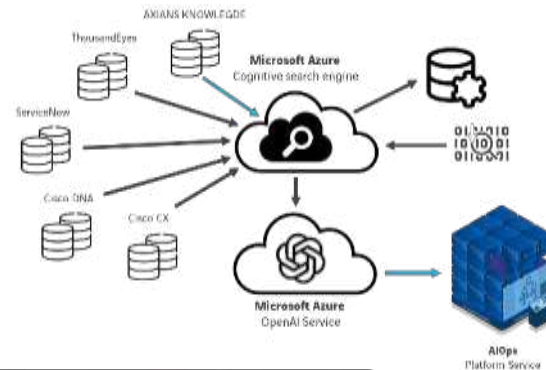 AXIANS KNOWLEGDE
ThousandEyes
Microsoft Azure
Cognitive search engine
ServiceNow
Cisco DNA
Cisco CX
Microsoft Azure
OpenAI Service
AIOps
Platform Service